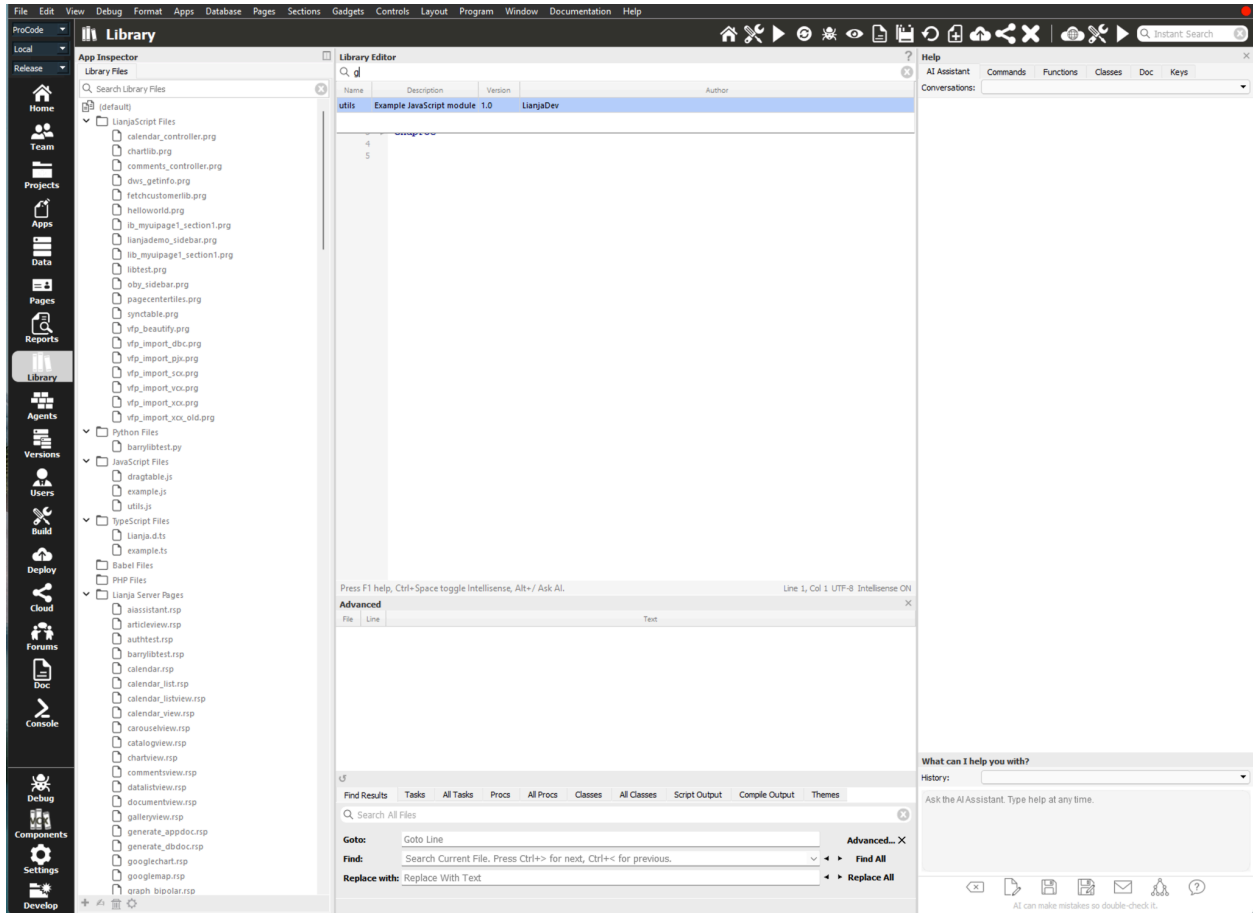 File Edit View Debug Format Apps Database Pages Sections Gadgets Controls Layout Program Window Documentation Help
ProCode
Local
Release
Library
Instant Search
Home
Team
Projects
Apps
Data
Pages
Reports
Library
Agents
Versions
Users
Build
Deploy
Cloud
Forums
Doc
Console
Debug
Components
Settings
Develop
App Inspector
Library Files
Search Library Files
(default)
LianjaScript Files
calendar_controller.prg
chartlib.prg
comments_controller.prg
dws_getinfo.prg
fetchcustomerlib.prg
helloworld.prg
ib_myuipage1_section1.prg
lianjademo_sidebar.prg
lib_myuipage1_section1.prg
libtest.prg
oby_sidebar.prg
pagecentertiles.prg
synctable.prg
vfp_beautify.prg
vfp_import_dbc.prg
vfp_import_pjx.prg
vfp_import_scx.prg
vfp_import_vcx.prg
vfp_import_xcx.prg
vfp_import_xcx_old.prg
Python Files
barrylibtest.py
JavaScript Files
dragtable.js
example.js
utils.js
TypeScript Files
Lianja.d.ts
example.ts
Babel Files
PHP Files
Lianja Server Pages
aiassistant.rsp
articleview.rsp
authtest.rsp
barrylibtest.rsp
calendar.rsp
calendar_list.rsp
calendar_listview.rsp
calendar_view.rsp
carouselview.rsp
catalogview.rsp
chartview.rsp
commentsview.rsp
datalistview.rsp
documentview.rsp
galleryview.rsp
generate_appdoc.rsp
generate_dbdoc.rsp
googlechart.rsp
googlemap.rsp
graph_bipolar.rsp
Library Editor
?
g
Name Description Version Author
utils Example JavaScript module 1.0 LianjaDev
4
5
Press F1 help, Ctrl+Space toggle Intellisense, Alt+/ Ask AI. Line 1, Col 1 UTF-8 Intellisense ON
Advanced
File Line Text
Find Results Tasks All Tasks Procs All Procs Classes All Classes Script Output Compile Output Themes
Search All Files
Goto: Goto Line Advanced...
Find: Search Current File. Press Ctrl+> for next, Ctrl+< for previous. Find All
Replace with: Replace With Text Replace All
Help
AI Assistant Commands Functions Classes Doc Keys
Conversations:
What can I help you with?
History:
Ask the AI Assistant. Type help at any time.
AI can make mistakes so double-check it.